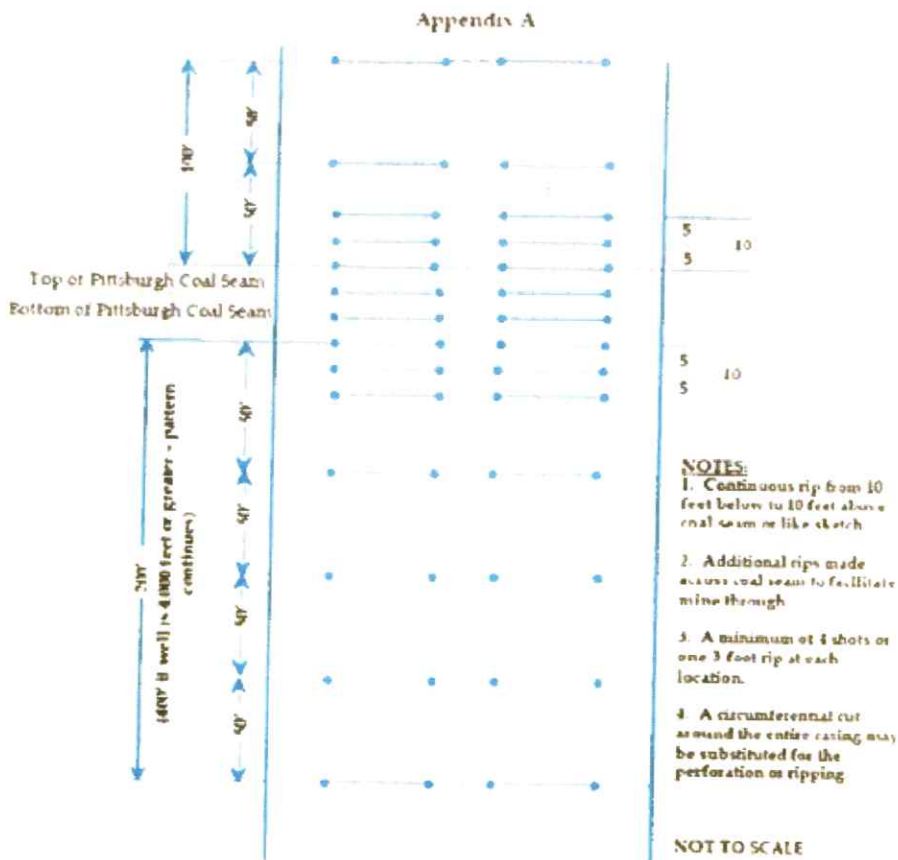 Appendix A
100'
50'
50'
5
5
10
Top of Pittsburgh Coal Seam
Bottom of Pittsburgh Coal Seam
5
5
10
200'
(400' if well is 4,000 feet or greater - pattern
continues)
50'
50'
50'
50'
NOTES:
1. Continuous rip from 10
feet below to 10 feet above
coal seam or like sketch
2. Additional rips made
across coal seam to facilitate
mine through
3. A minimum of 4 shots or
one 3 foot rip at each
location.
4. A circumferential cut
around the entire casing may
be substituted for the
perforation or ripping
NOT TO SCALE